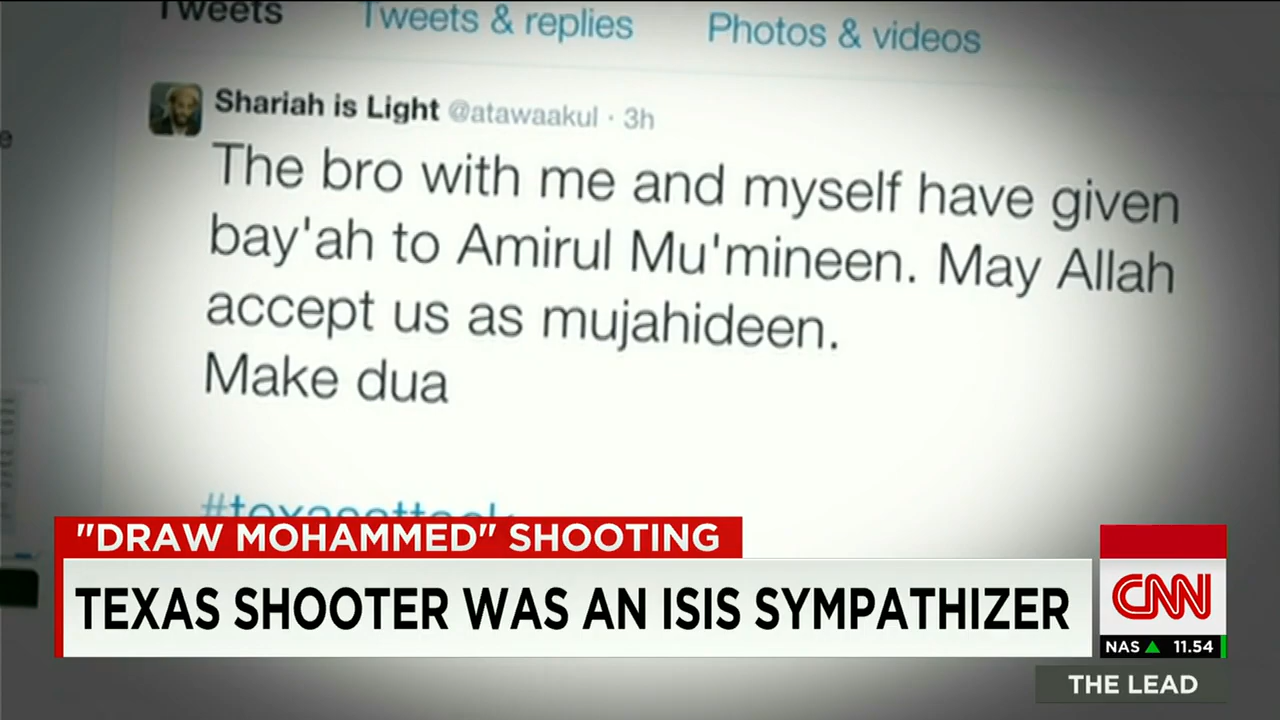 Tweets Tweets & replies Photos & videos
Shariah is Light @atawaakul · 3h
The bro with me and myself have given
bay'ah to Amirul Mu'mineen. May Allah
accept us as mujahideen.
Make dua
#texasattack
"DRAW MOHAMMED" SHOOTING
TEXAS SHOOTER WAS AN ISIS SYMPATHIZER
CNN
NAS ▲ 11.54
THE LEAD